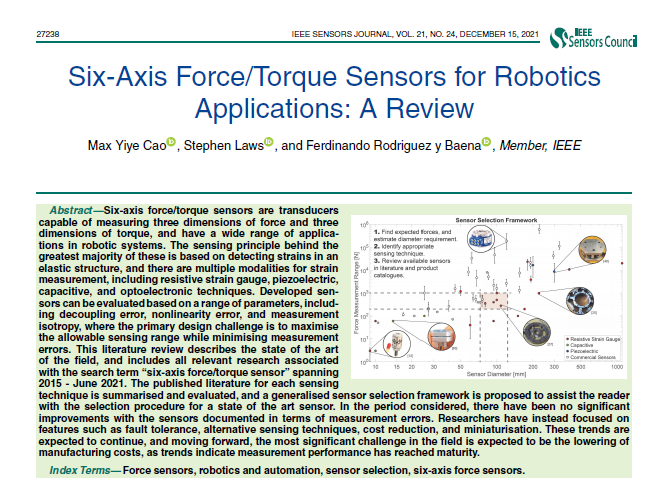 27238
IEEE SENSORS JOURNAL, VOL. 21, NO. 24, DECEMBER 15, 2021
IEEE
Sensors Council
Six-Axis Force/Torque Sensors for Robotics
Applications: A Review
Max Yiye Cao, Stephen Laws, and Ferdinando Rodriguez y Baena, Member, IEEE
Abstract—Six-axis force/torque sensors are transducers
capable of measuring three dimensions of force and three
dimensions of torque, and have a wide range of applica-
tions in robotic systems. The sensing principle behind the
greatest majority of these is based on detecting strains in an
elastic structure, and there are multiple modalities for strain
measurement, including resistive strain gauge, piezoelectric,
capacitive, and optoelectronic techniques. Developed sen-
sors can be evaluated based on a range of parameters, includ-
ing decoupling error, nonlinearity error, and measurement
isotropy, where the primary design challenge is to maximise
the allowable sensing range while minimising measurement
errors. This literature review describes the state of the art
of the field, and includes all relevant research associated
with the search term “six-axis force/torque sensor” spanning
2015 - June 2021. The published literature for each sensing
technique is summarised and evaluated, and a generalised sensor selection framework is proposed to assist the reader
with the selection procedure for a state of the art sensor. In the period considered, there have been no significant
improvements with the sensors documented in terms of measurement errors. Researchers have instead focused on
features such as fault tolerance, alternative sensing techniques, cost reduction, and miniaturisation. These trends are
expected to continue, and moving forward, the most significant challenge in the field is expected to be the lowering of
manufacturing costs, as trends indicate measurement performance has reached maturity.
Sensor Selection Framework
1. Find expected forces, and
estimate diameter requirement.
2. Identify appropriate
sensing technique.
3. Review available sensors
in literature and product
catalogues.
Force Measurement Range [N]
Resistive Strain Gauge
Capacitive
Piezoelectric
Commercial Sensors
10 15 20 30 50 100 200 300 500 1000
Sensor Diameter [mm]
Index Terms—Force sensors, robotics and automation, sensor selection, six-axis force sensors.